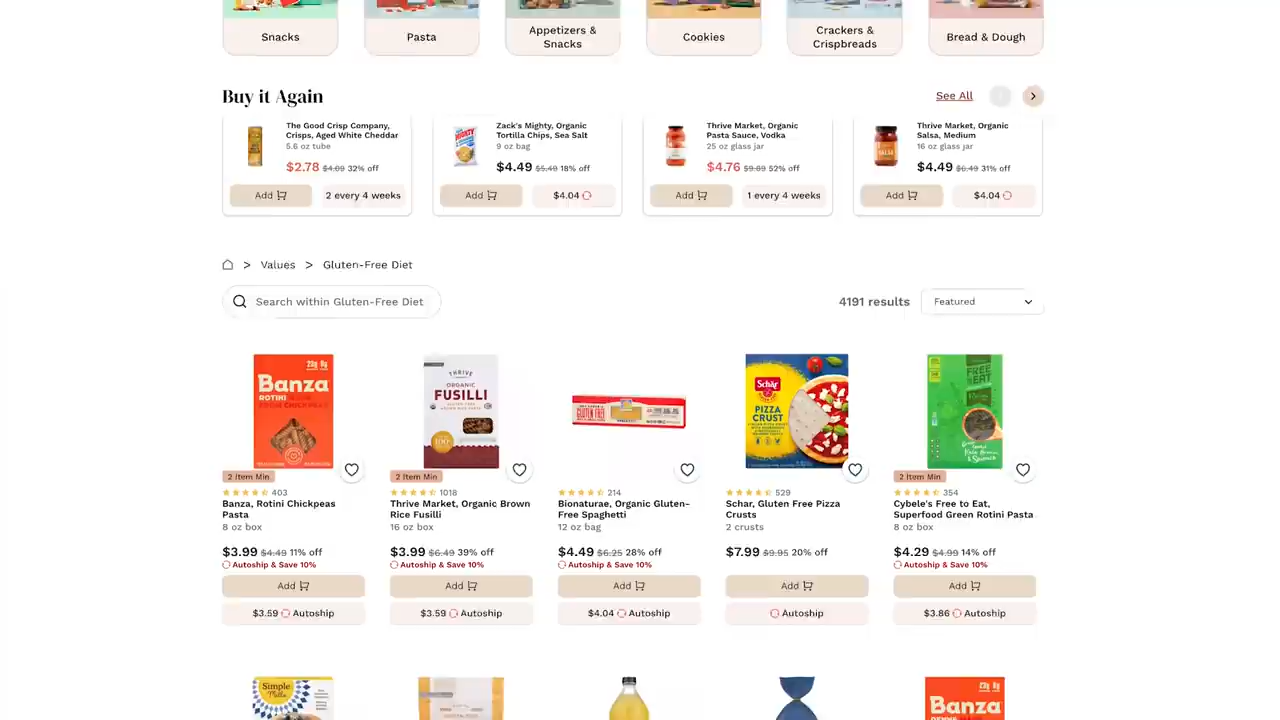 Snacks
Pasta
Appetizers &
Snacks
Cookies
Crackers &
Crispbreads
Bread & Dough
Buy it Again
See All
The Good Crisp Company,
Crisps, Aged White Cheddar
5.6 oz tube
$2.78 $4.09 32% off
Add
2 every 4 weeks
Zack's Mighty, Organic
Tortilla Chips, Sea Salt
9 oz bag
$4.49 $5.49 18% off
Add
$4.04
Thrive Market, Organic
Pasta Sauce, Vodka
25 oz glass jar
$4.76 $9.89 52% off
Add
1 every 4 weeks
Thrive Market, Organic
Salsa, Medium
16 oz glass jar
$4.49 $6.49 31% off
Add
$4.04
> Values > Gluten-Free Diet
Search within Gluten-Free Diet
4191 results
Featured
Banza
ROTINI
2 Item Min
403
Banza, Rotini Chickpeas
Pasta
8 oz box
$3.99 $4.49 11% off
Autoship & Save 10%
Add
$3.59 Autoship
THRIVE
ORGANIC
FUSILLI
2 Item Min
1018
Thrive Market, Organic Brown
Rice Fusilli
16 oz box
$3.99 $6.49 39% off
Autoship & Save 10%
Add
$3.59 Autoship
GLUTEN FREE
214
Bionaturae, Organic Gluten-
Free Spaghetti
12 oz bag
$4.49 $6.25 28% off
Autoship & Save 10%
Add
$4.04 Autoship
Schär
PIZZA
CRUST
529
Schar, Gluten Free Pizza
Crusts
2 crusts
$7.99 $9.95 20% off
Add
Autoship
FREE
EAT
2 Item Min
354
Cybele's Free to Eat,
Superfood Green Rotini Pasta
8 oz box
$4.29 $4.99 14% off
Autoship & Save 10%
Add
$3.86 Autoship
Simple
Mills
Banza